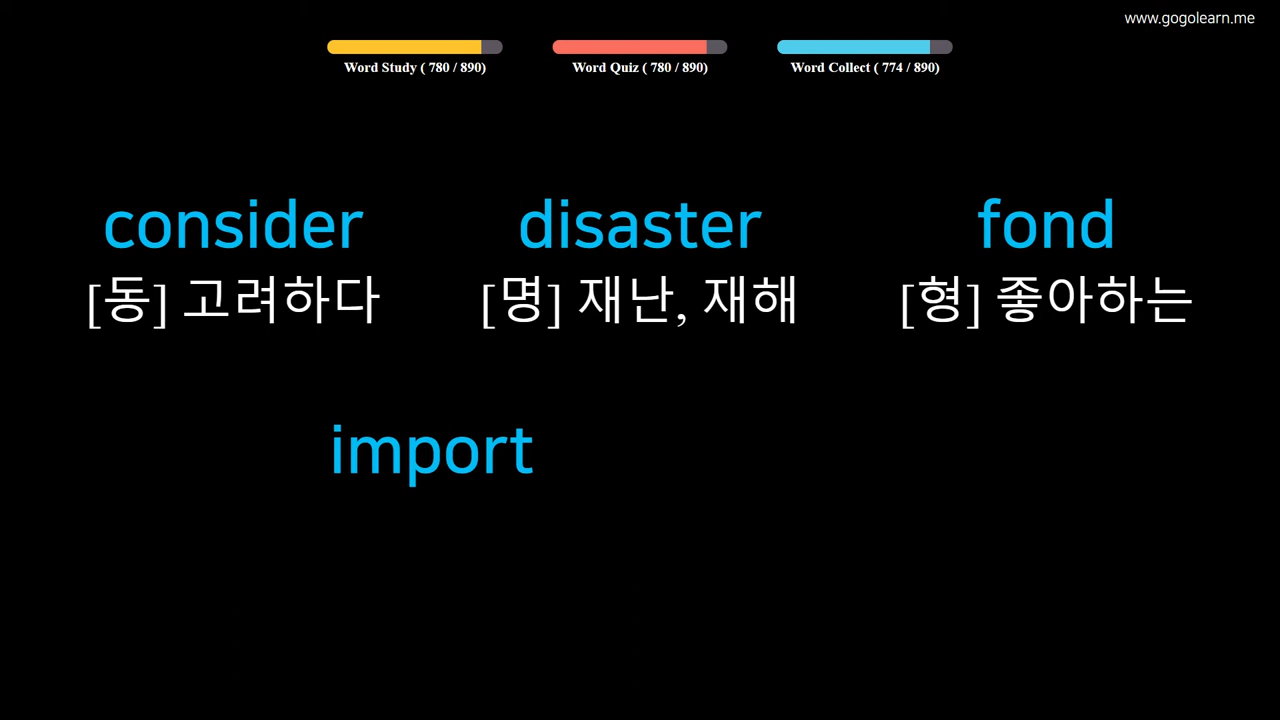 www.gogolearn.me
Word Study ( 780 / 890)
Word Quiz ( 780 / 890)
Word Collect ( 774 / 890)
consider
disaster
fond
[동] 고려하다
[명] 재난, 재해
[형] 좋아하는
import